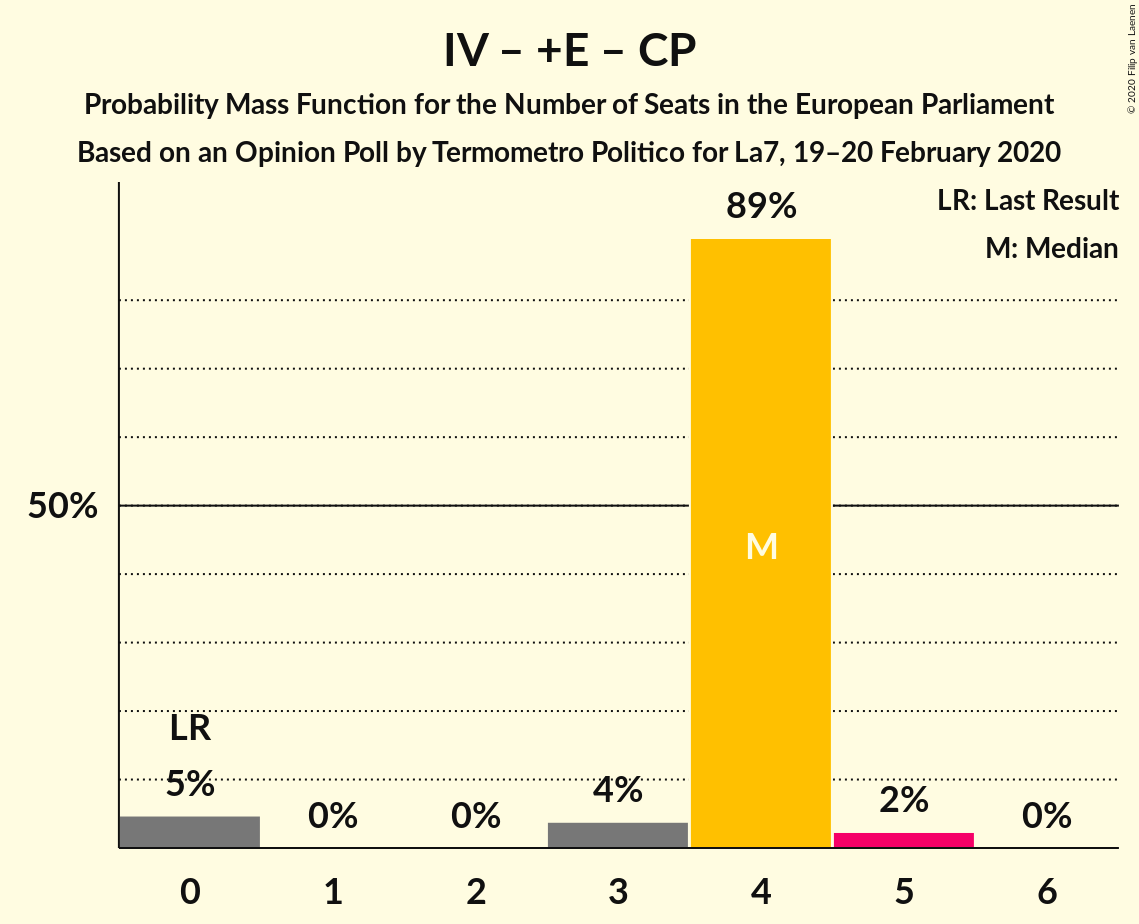 IV – +E – CP
Probability Mass Function for the Number of Seats in the European Parliament
Based on an Opinion Poll by Termometro Politico for La7, 19–20 February 2020
© 2020 Filip van Laenen
LR: Last Result
M: Median
89%
50%
M
LR
5%
0%
0%
4%
2%
0%
0 1 2 3 4 5 6